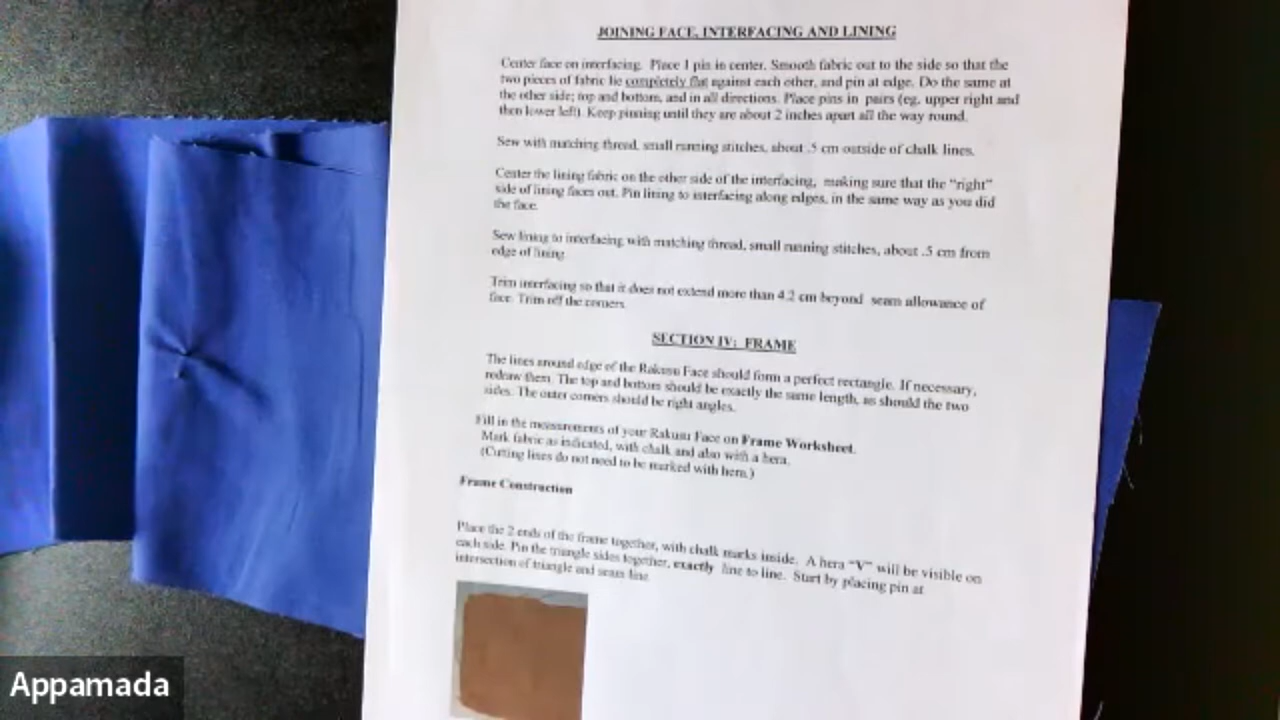 JOINING FACE, INTERFACING AND LINING
Center face on interfacing. Place 1 pin in center. Smooth fabric out to the side so that the
two pieces of fabric lie completely flat against each other, and pin at edge. Do the same at
the other side; top and bottom, and in all directions. Place pins in pairs (eg. upper right and
then lower left). Keep pinning until they are about 2 inches apart all the way round.
Sew with matching thread, small running stitches, about .5 cm outside of chalk lines.
Center the lining fabric on the other side of the interfacing, making sure that the "right"
side of lining faces out. Pin lining to interfacing along edges, in the same way as you did
the face.
Sew lining to interfacing with matching thread, small running stitches, about .5 cm from
edge of lining.
Trim interfacing so that it does not extend more than 4.2 cm beyond seam allowance of
face. Trim off the corners.
SECTION IV: FRAME
The lines around edge of the Rakusu Face should form a perfect rectangle. If necessary,
redraw them. The top and bottom should be exactly the same length, as should the two
sides. The outer corners should be right angles.
Fill in the measurements of your Rakusu Face on Frame Worksheet.
Mark fabric as indicated, with chalk and also with a hera.
(Cutting lines do not need to be marked with hera.)
Frame Construction
Place the 2 ends of the frame together, with chalk marks inside. A hera "V" will be visible on
each side. Pin the triangle sides together, exactly line to line. Start by placing pin at
intersection of triangle and seam line.
Appamada